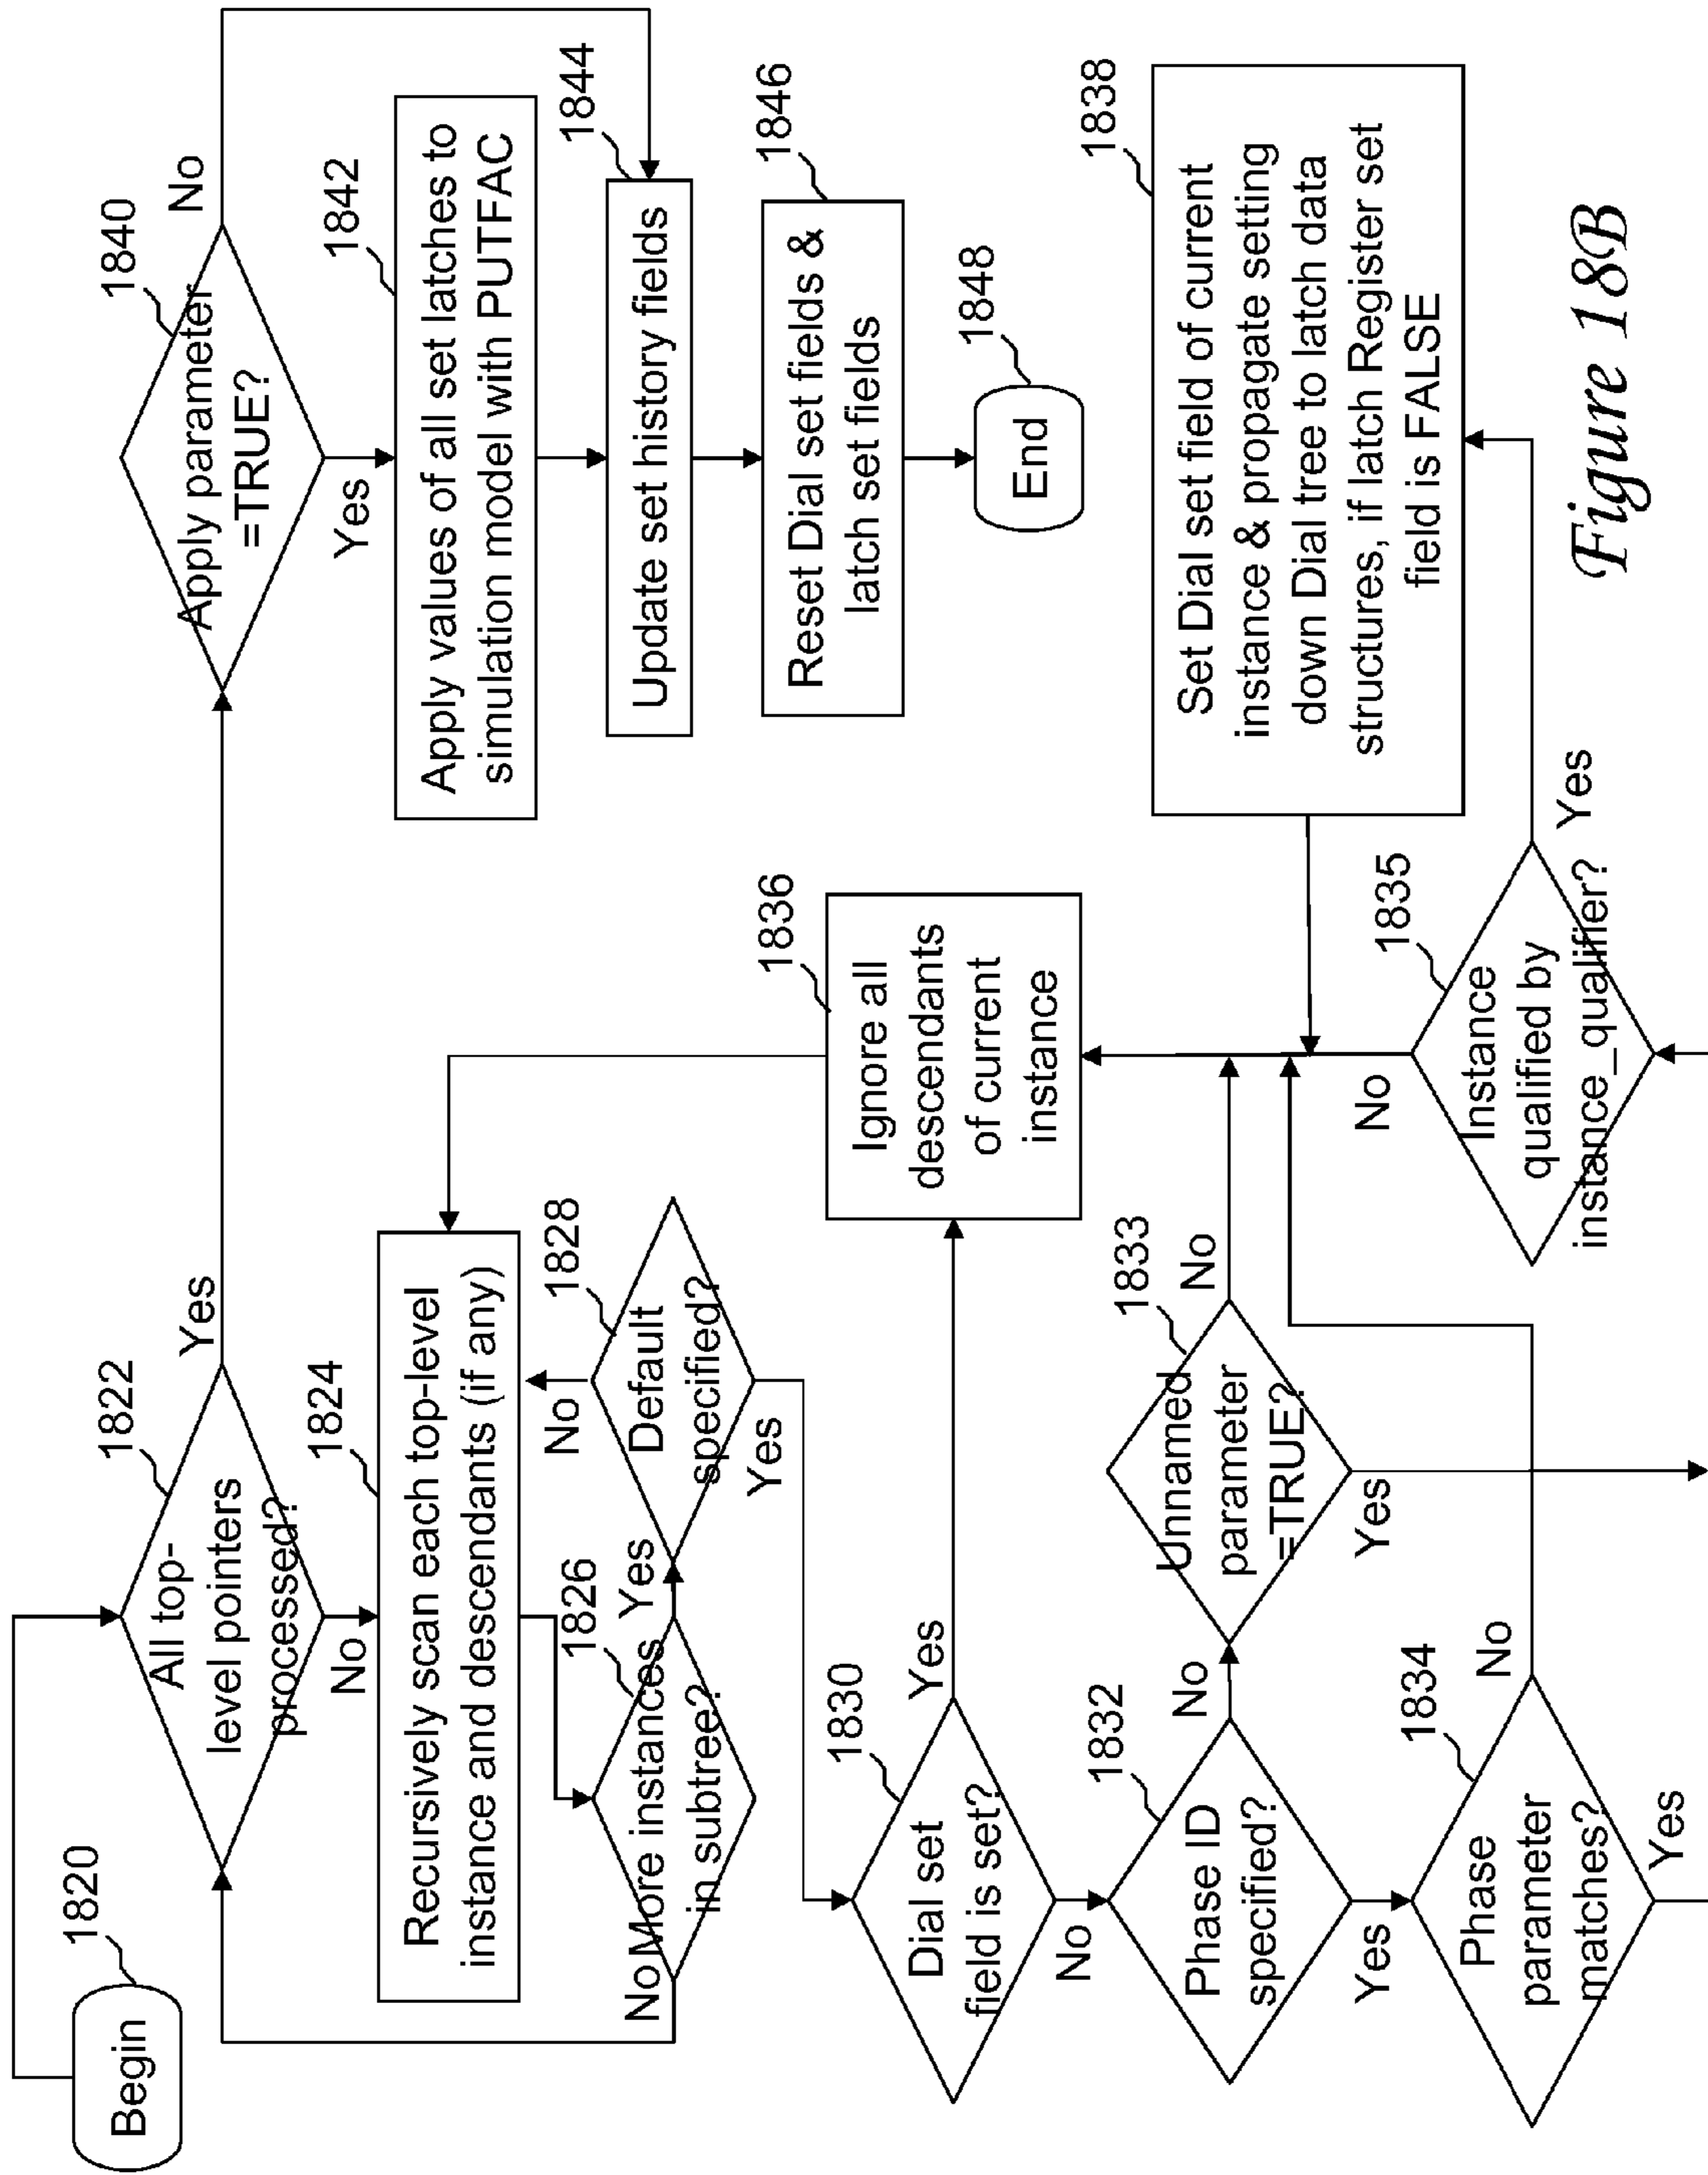 Begin
1820
All top-
level pointers
processed?
1822
Yes
No
Recursively scan each top-level
instance and descendants (if any)
1824
More instances
in subtree?
1826
Yes
No
Default
specified?
1828
No
Yes
Dial set
field is set?
1830
Yes
No
Phase ID
specified?
1832
No
Yes
Unnamed
parameter
=TRUE?
1833
No
Yes
Phase
parameter
matches?
1834
No
Yes
Instance
qualified by
instance_qualifier?
1835
No
Yes
Ignore all
descendants
of current
instance
1836
Set Dial set field of current
instance & propagate setting
down Dial tree to latch data
structures, if latch Register set
field is FALSE
1838
Apply parameter
=TRUE?
1840
No
Yes
Apply values of all set latches to
simulation model with PUTFAC
1842
Update set history fields
1844
Reset Dial set fields &
latch set fields
1846
End
1848
Figure 18B